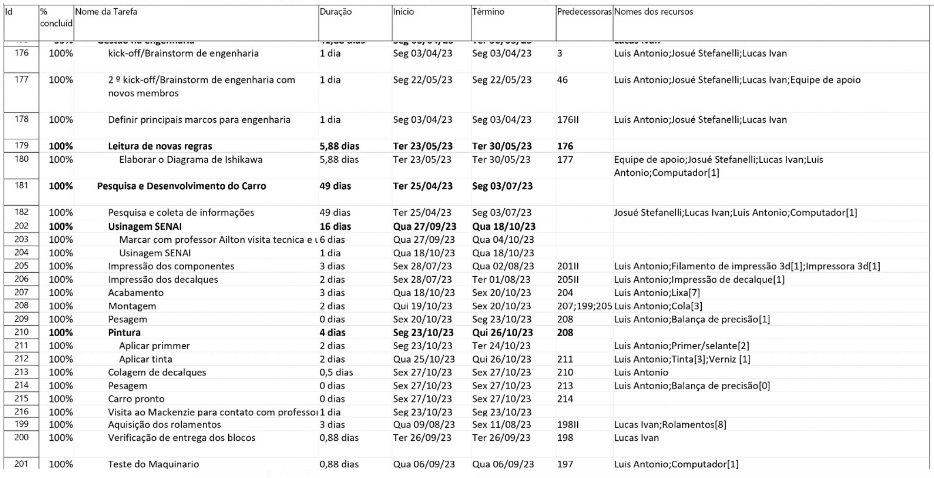 Id % concluíd Nome da Tarefa Duração Início Término Predecessoras Nomes dos recursos
176 100% kick-off/Brainstorm de engenharia 1 dia Seg 03/04/23 Seg 03/04/23 3 Luis Antonio;Josué Stefanelli;Lucas Ivan
177 100% 2 º kick-off/Brainstorm de engenharia com 1 dia Seg 22/05/23 Seg 22/05/23 46 Luis Antonio;Josué Stefanelli;Lucas Ivan;Equipe de apoio
novos membros
178 100% Definir principais marcos para engenharia 1 dia Seg 03/04/23 Seg 03/04/23 176II Luis Antonio;Josué Stefanelli;Lucas Ivan
179 100% Leitura de novas regras 5,88 dias Ter 23/05/23 Ter 30/05/23 176
180 100% Elaborar o Diagrama de Ishikawa 5,88 dias Ter 23/05/23 Ter 30/05/23 177 Equipe de apoio;Josué Stefanelli;Lucas Ivan;Luis
Antonio;Computador[1]
181 100% Pesquisa e Desenvolvimento do Carro 49 dias Ter 25/04/23 Seg 03/07/23
182 100% Pesquisa e coleta de informações 49 dias Ter 25/04/23 Seg 03/07/23 Josué Stefanelli;Lucas Ivan;Luis Antonio;Computador[1]
202 100% Usinagem SENAI 16 dias Qua 27/09/23 Qua 18/10/23
203 100% Marcar com professor Ailton visita tecnica e u 6 dias Qua 27/09/23 Qua 04/10/23
204 100% Usinagem SENAI 1 dia Qua 18/10/23 Qua 18/10/23
205 100% Impressão dos componentes 3 dias Sex 28/07/23 Qua 02/08/23 201II Luis Antonio;Filamento de impressão 3d[1];Impressora 3d[1]
206 100% Impressão dos decalques 2 dias Sex 28/07/23 Ter 01/08/23 205II Luis Antonio;Impressão de decalque[1]
207 100% Acabamento 3 dias Qua 18/10/23 Sex 20/10/23 204 Luis Antonio;Lixa[7]
208 100% Montagem 2 dias Qui 19/10/23 Sex 20/10/23 207;199;205 Luis Antonio;Cola[3]
209 100% Pesagem 0 dias Sex 20/10/23 Seg 23/10/23 208 Luis Antonio;Balança de precisão[1]
210 100% Pintura 4 dias Seg 23/10/23 Qui 26/10/23 208
211 100% Aplicar primmer 2 dias Seg 23/10/23 Ter 24/10/23 Luis Antonio;Primer/selante[2]
212 100% Aplicar tinta 2 dias Qua 25/10/23 Qui 26/10/23 211 Luis Antonio;Tinta[3];Verniz [1]
213 100% Colagem de decalques 0,5 dias Sex 27/10/23 Sex 27/10/23 210 Luis Antonio
214 100% Pesagem 0 dias Sex 27/10/23 Sex 27/10/23 213 Luis Antonio;Balança de precisão[0]
215 100% Carro pronto 0 dias Sex 27/10/23 Sex 27/10/23 214
216 100% Visita ao Mackenzie para contato com professo 1 dia Seg 23/10/23 Seg 23/10/23
199 100% Aquisição dos rolamentos 3 dias Qua 09/08/23 Sex 11/08/23 198II Lucas Ivan;Rolamentos[8]
200 100% Verificação de entrega dos blocos 0,88 dias Ter 26/09/23 Ter 26/09/23 198 Lucas Ivan
201 100% Teste do Maquinario 0,88 dias Qua 06/09/23 Qua 06/09/23 197 Luis Antonio;Computador[1]